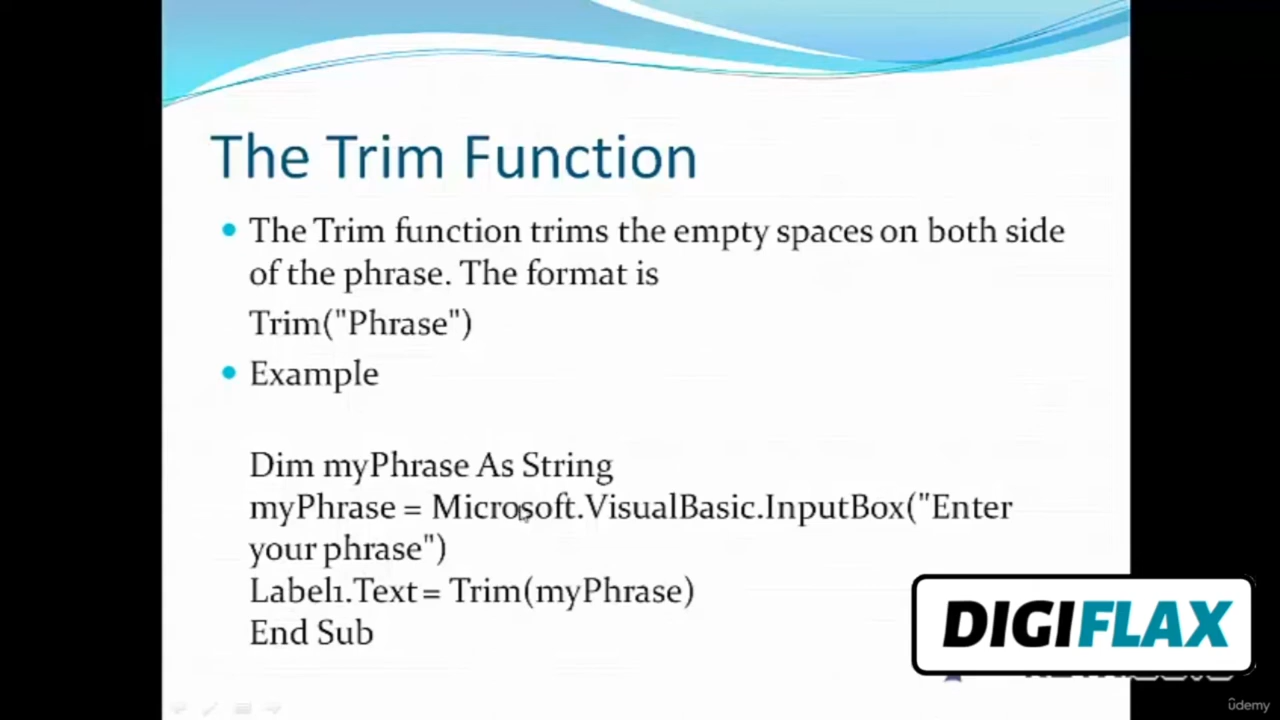 The Trim Function
The Trim function trims the empty spaces on both side
of the phrase. The format is
Trim("Phrase")
Example
Dim myPhrase As String
myPhrase = Microsoft.VisualBasic.InputBox("Enter
your phrase")
Label1.Text = Trim(myPhrase)
End Sub
DIGIFLAX
ûdemy